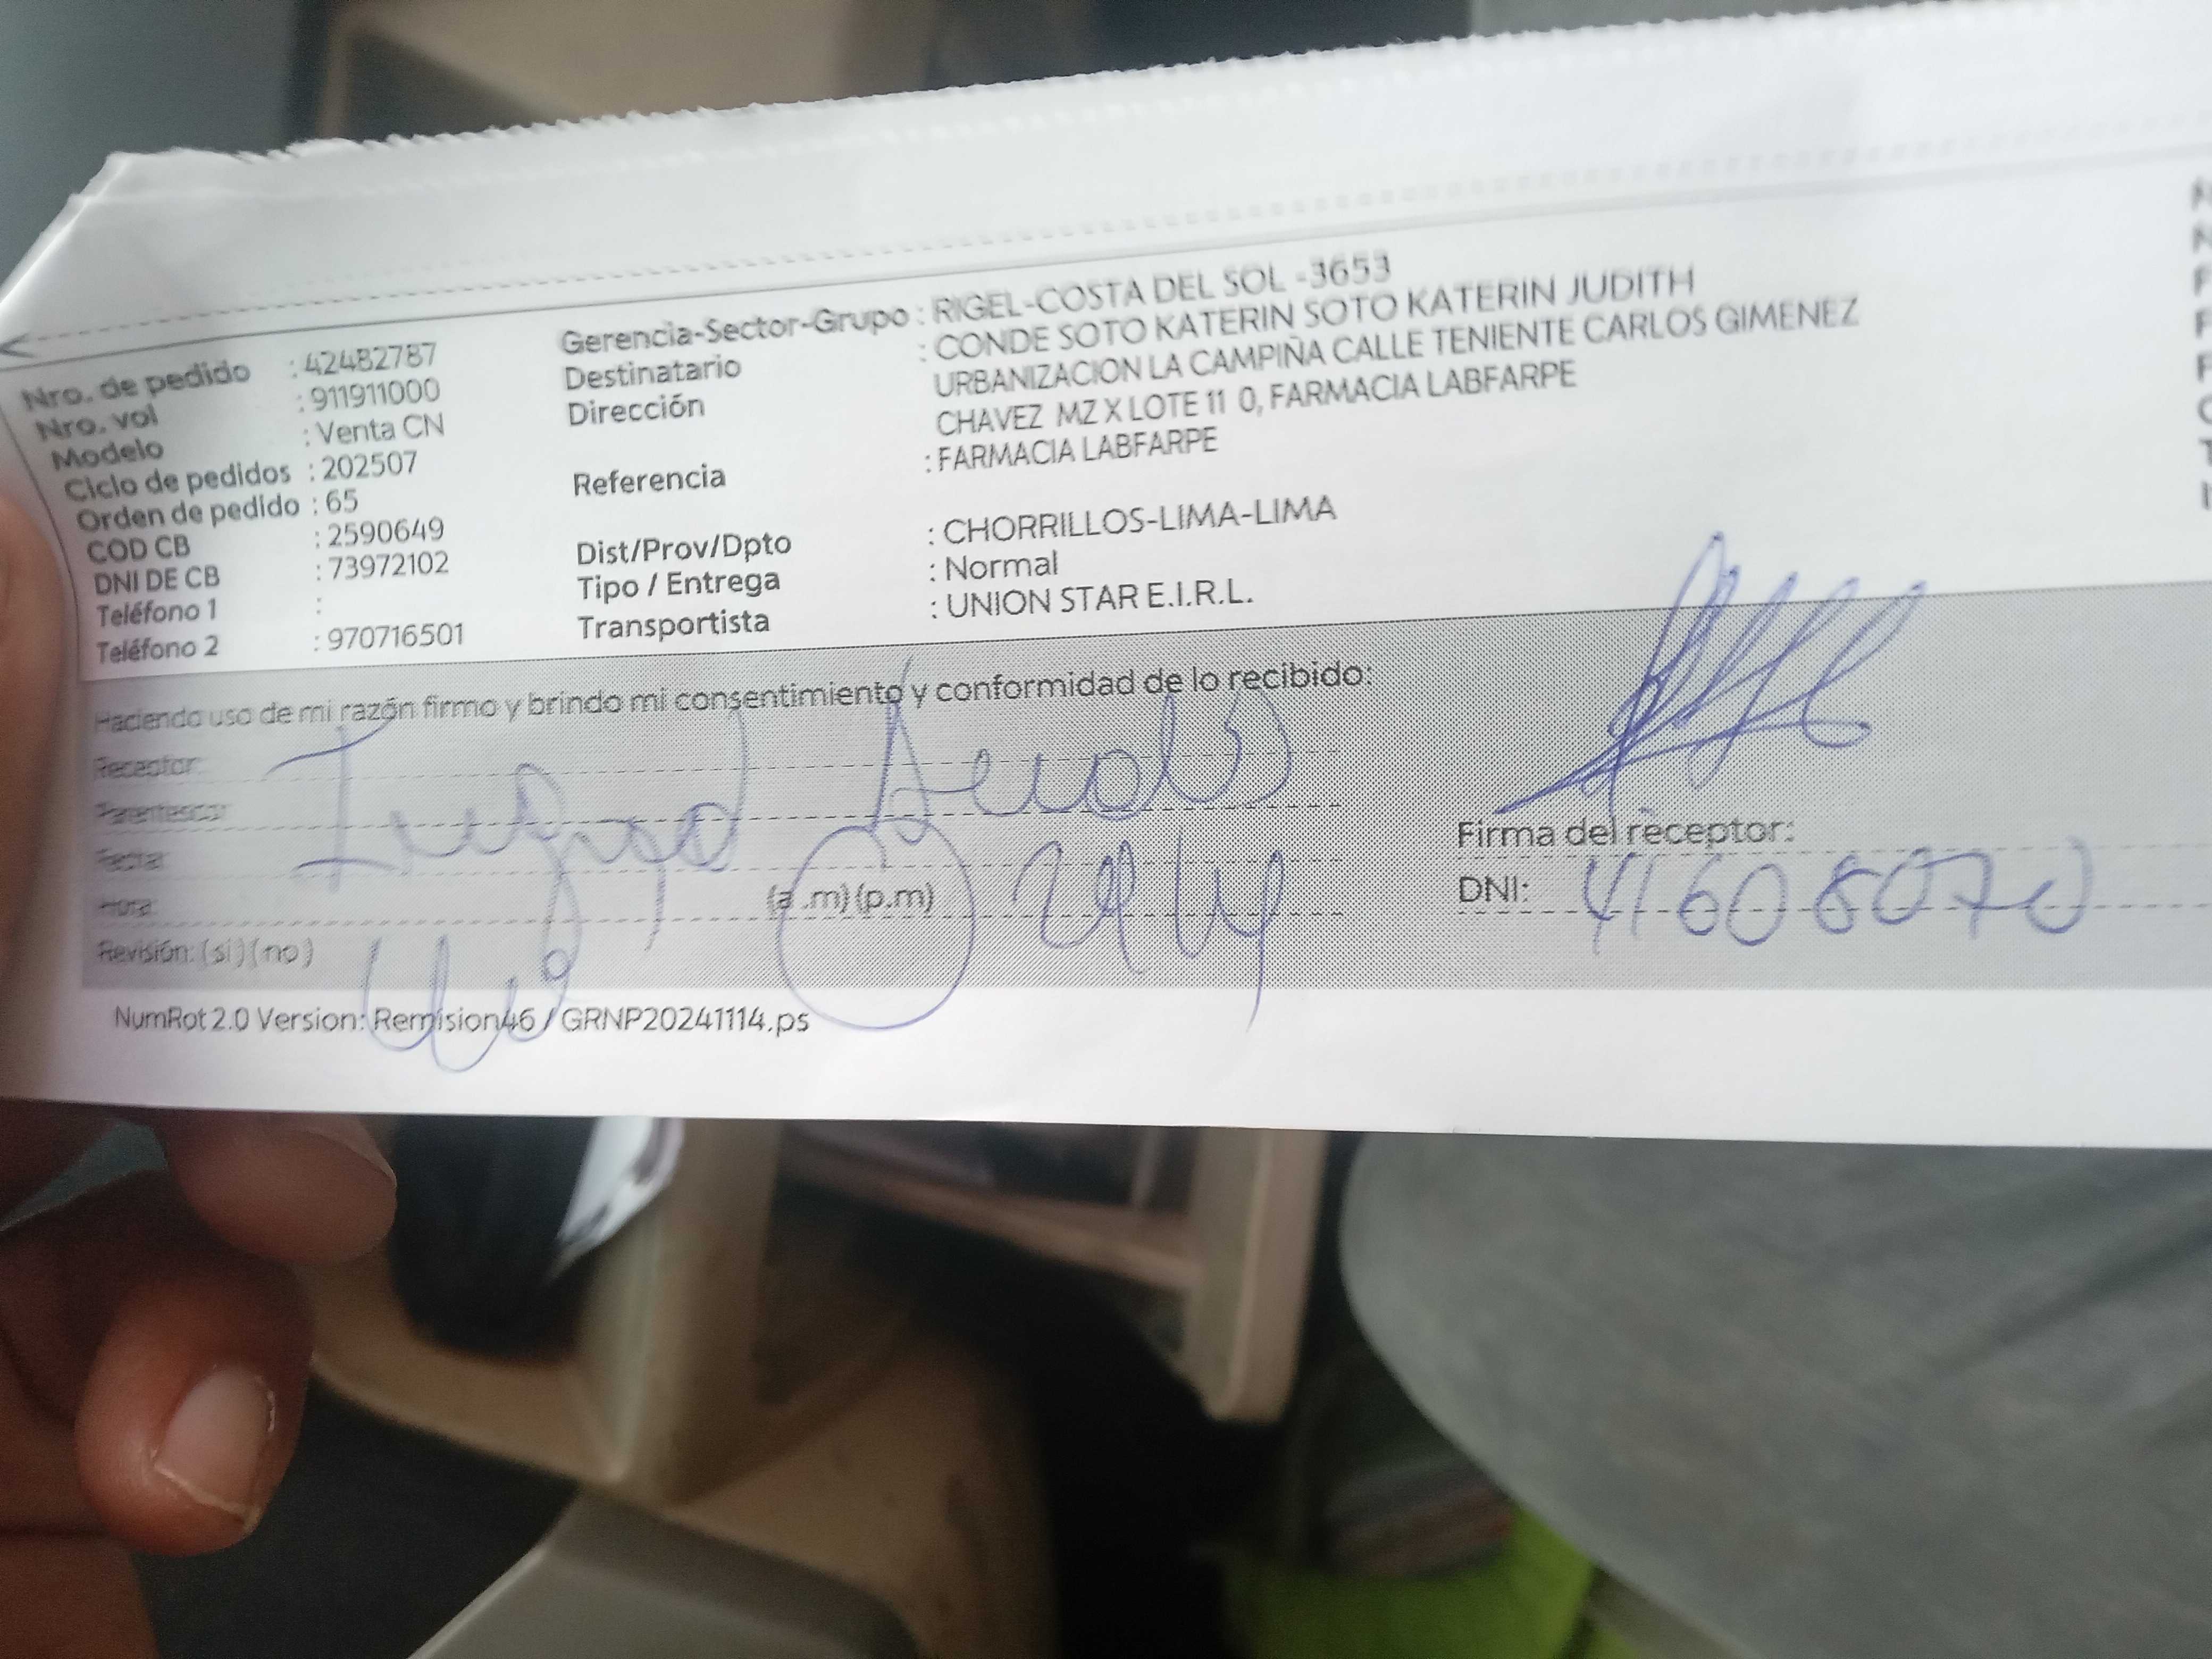 Nro. de pedido : 42482787
Nro. vol : 911911000
Modelo : Venta CN
Ciclo de pedidos : 202507
Orden de pedido : 65
COD CB : 2590649
DNI DE CB : 73972102
Teléfono 1 :
Teléfono 2 : 970716501
Gerencia-Sector-Grupo : RIGEL-COSTA DEL SOL -3653
Destinatario : CONDE SOTO KATERIN SOTO KATERIN JUDITH
Dirección URBANIZACION LA CAMPIÑA CALLE TENIENTE CARLOS GIMENEZ
CHAVEZ MZ X LOTE 11 0, FARMACIA LABFARPE
Referencia : FARMACIA LABFARPE
Dist/Prov/Dpto : CHORRILLOS-LIMA-LIMA
Tipo / Entrega : Normal
Transportista : UNION STAR E.I.R.L.
Haciendo uso de mi razón firmo y brindo mi consentimiento y conformidad de lo recibido:
Receptor:
Parentesco:
Fecha:
Hora: (a .m) (p.m)
Revisión: (si) (no)
Firma del receptor:
DNI: 41608070
NumRot 2.0 Version: Remision46 / GRNP20241114.ps